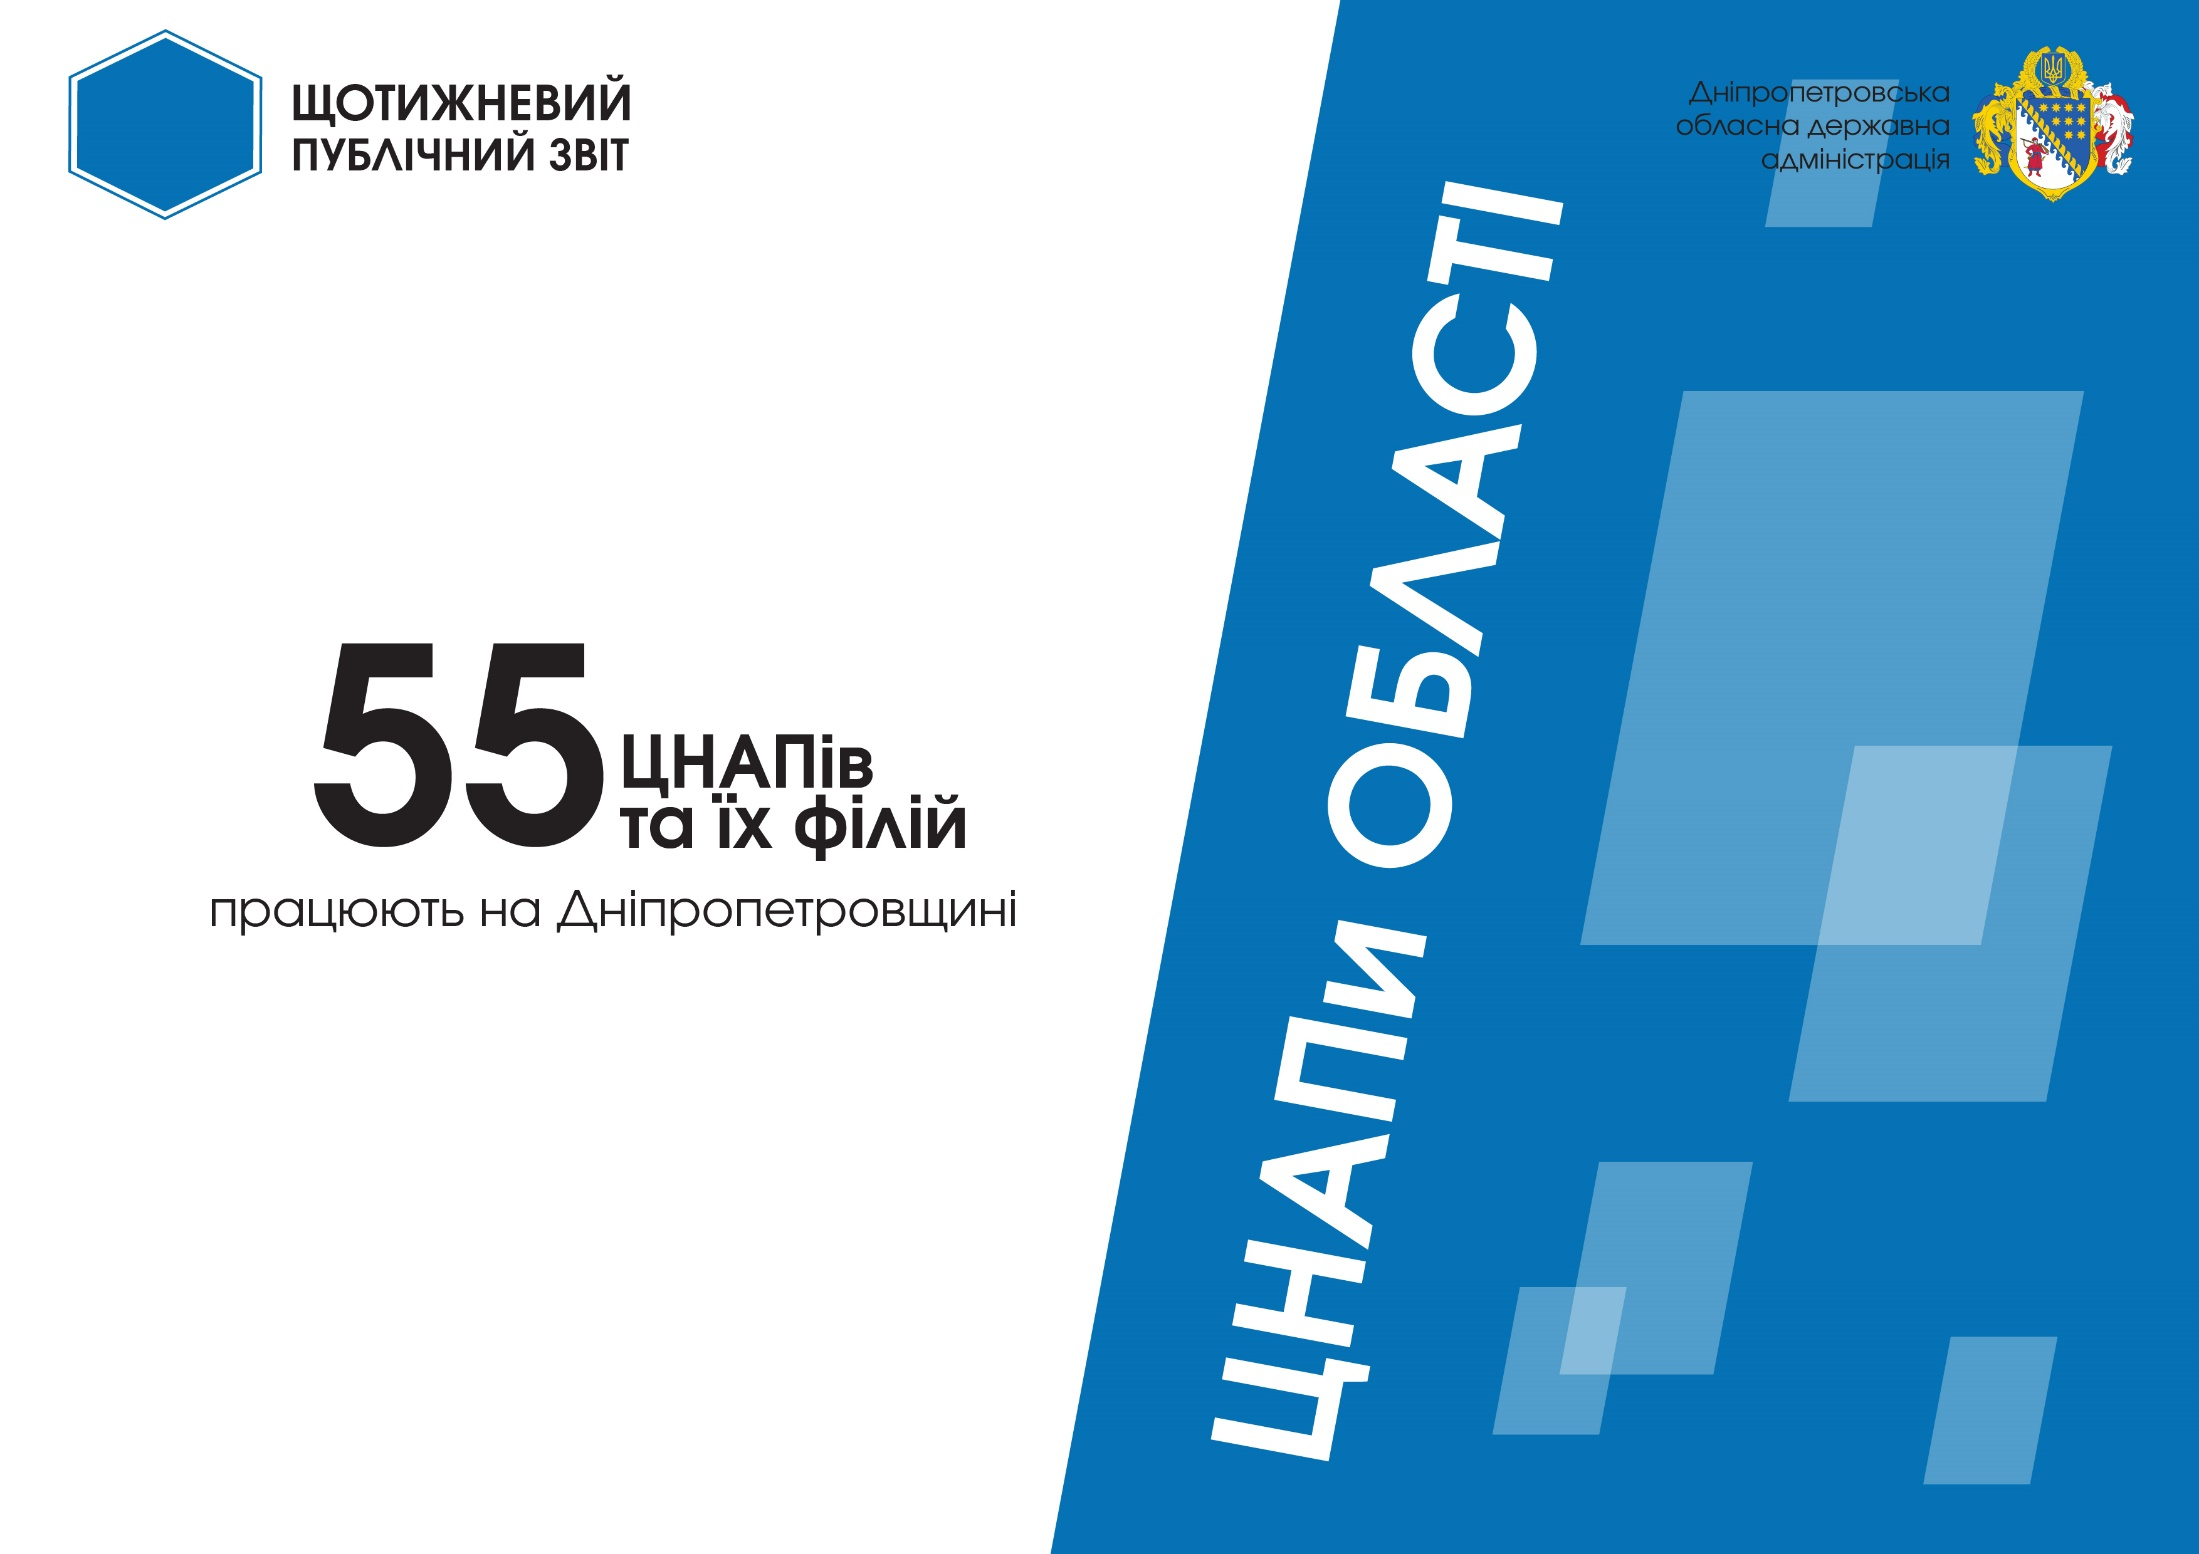 ЩОТИЖНЕВИЙ
ПУБЛІЧНИЙ ЗВІТ
Дніпропетровська
обласна державна
адміністрація
55 ЦНАПів
та їх філій
працюють на Дніпропетровщині
ЦНАПи ОБЛАСТІ